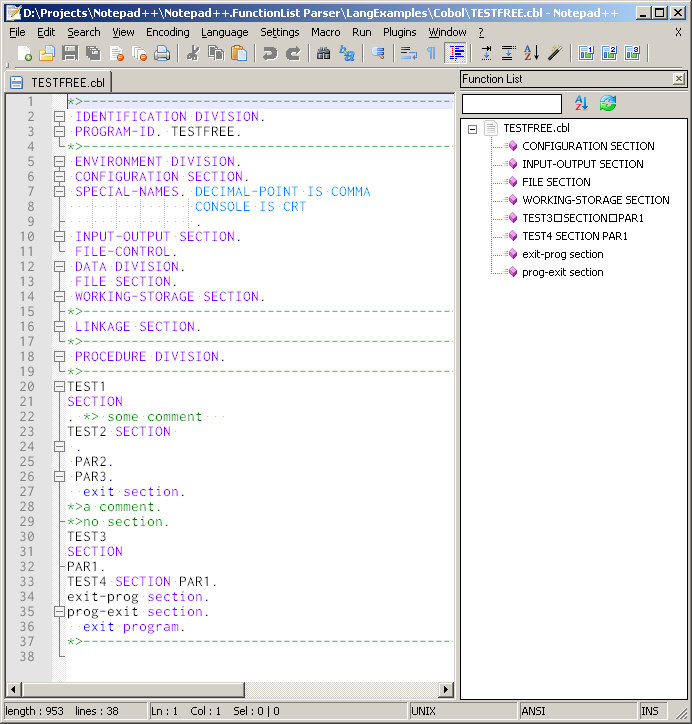 D:\Projects\Notepad++\Notepad++.FunctionList Parser\LangExamples\Cobol\TESTFREE.cbl - Notepad++
File Edit Search View Encoding Language Settings Macro Run Plugins Window ? X
TESTFREE.cbl
Function List
1 *>--------------------------------------------------
2 IDENTIFICATION DIVISION.
3 PROGRAM-ID. TESTFREE.
4 *>--------------------------------------------------
5 ENVIRONMENT DIVISION.
6 CONFIGURATION SECTION.
7 SPECIAL-NAMES. DECIMAL-POINT IS COMMA
8 CONSOLE IS CRT
9 .
10 INPUT-OUTPUT SECTION.
11 FILE-CONTROL.
12 DATA DIVISION.
13 FILE SECTION.
14 WORKING-STORAGE SECTION.
15 *>--------------------------------------------------
16 LINKAGE SECTION.
17 *>--------------------------------------------------
18 PROCEDURE DIVISION.
19 *>--------------------------------------------------
20 TEST1
21 SECTION
22 . *> some comment
23 TEST2 SECTION
24 .
25 PAR2.
26 PAR3.
27 exit section.
28 *>a comment.
29 *>no section.
30 TEST3
31 SECTION
32 PAR1.
33 TEST4 SECTION PAR1.
34 exit-prog section.
35 prog-exit section.
36 exit program.
37 *>--------------------------------------------------
38
TESTFREE.cbl
CONFIGURATION SECTION
INPUT-OUTPUT SECTION
FILE SECTION
WORKING-STORAGE SECTION
TEST3□SECTION□PAR1
TEST4 SECTION PAR1
exit-prog section
prog-exit section
length : 953 lines : 38 Ln : 1 Col : 1 Sel : 0 | 0 UNIX ANSI INS